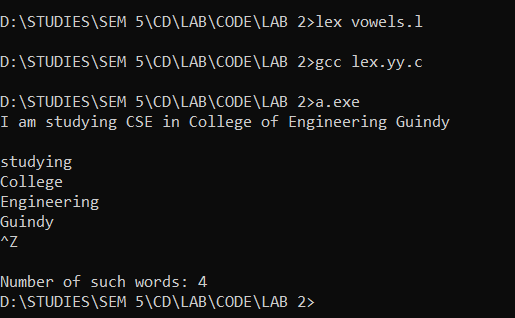 D:\STUDIES\SEM 5\CD\LAB\CODE\LAB 2>lex vowels.l
D:\STUDIES\SEM 5\CD\LAB\CODE\LAB 2>gcc lex.yy.c
D:\STUDIES\SEM 5\CD\LAB\CODE\LAB 2>a.exe
I am studying CSE in College of Engineering Guindy
studying
College
Engineering
Guindy
^Z
Number of such words: 4
D:\STUDIES\SEM 5\CD\LAB\CODE\LAB 2>